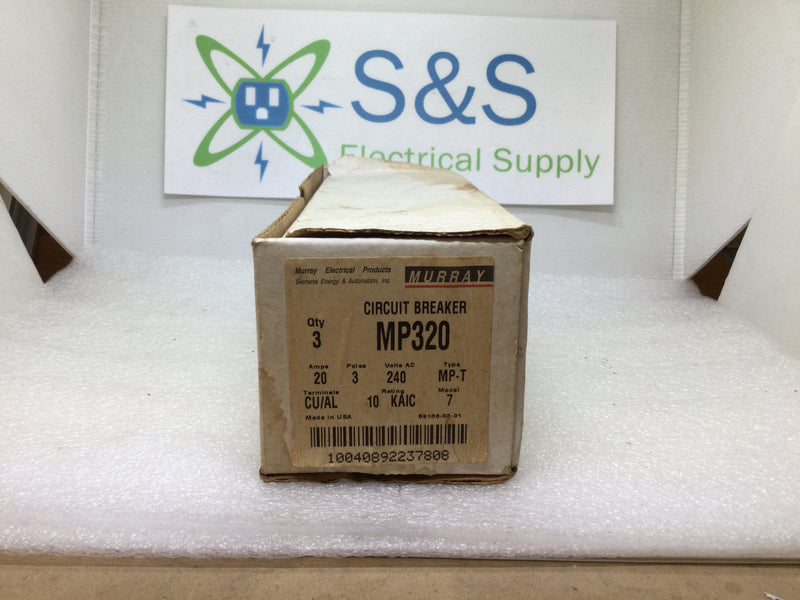 S&S
Electrical Supply
Murray Electrical Products
Siemens Energy & Automation, Inc.
MURRAY
CIRCUIT BREAKER
Qty
3
MP320
Amps Poles Volts AC Type
20 3 240 MP-T
Terminals Rating Model
CU/AL 10 KAIC 7
Made in USA
10040892237808